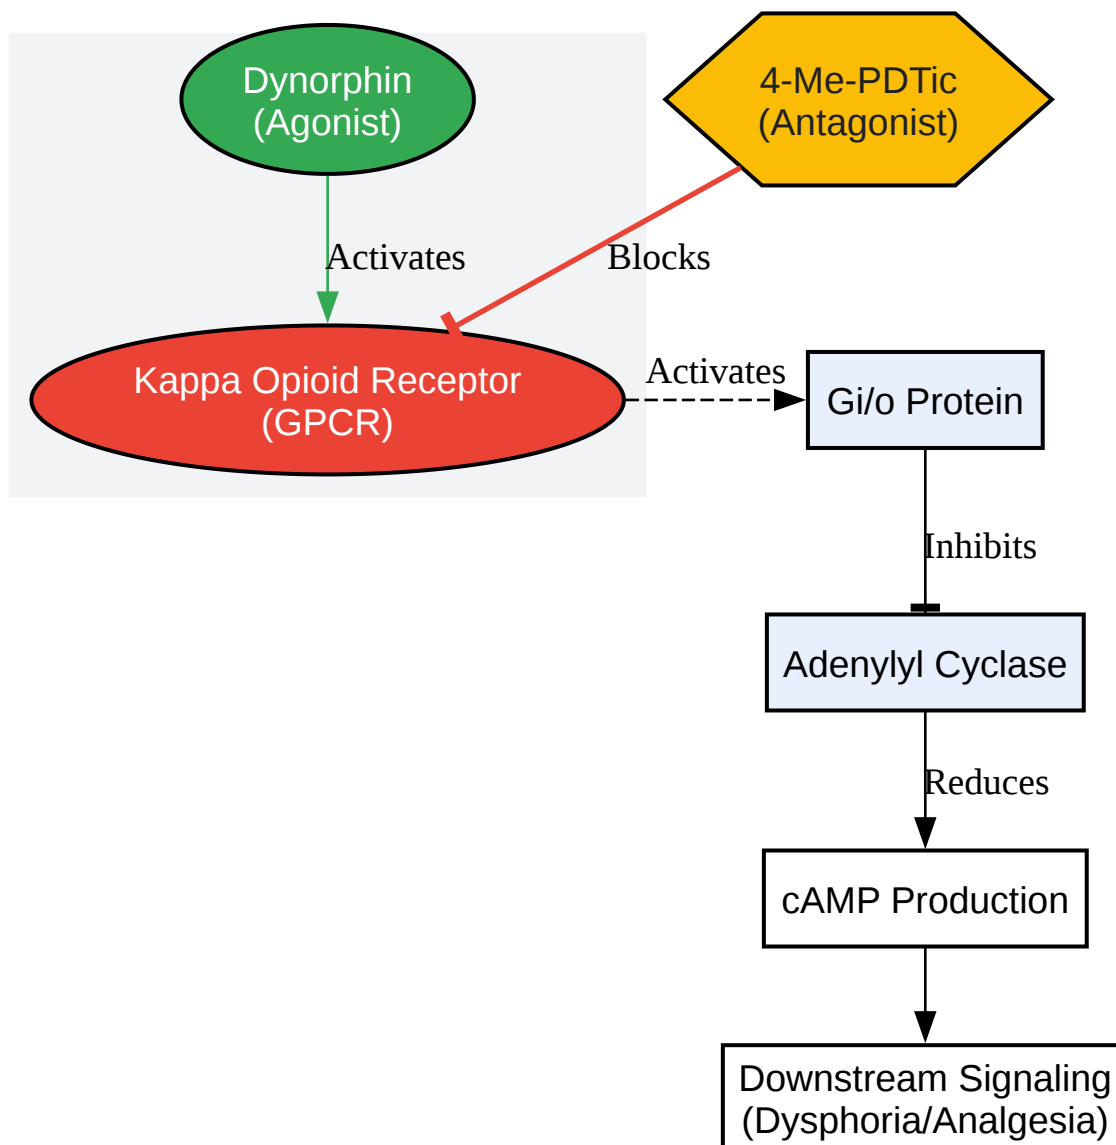 Dynorphin
(Agonist)
4-Me-PDTic
(Antagonist)
Activates
Blocks
Kappa Opioid Receptor
(GPCR)
Activates
Gi/o Protein
Inhibits
Adenylyl Cyclase
Reduces
cAMP Production
Downstream Signaling
(Dysphoria/Analgesia)